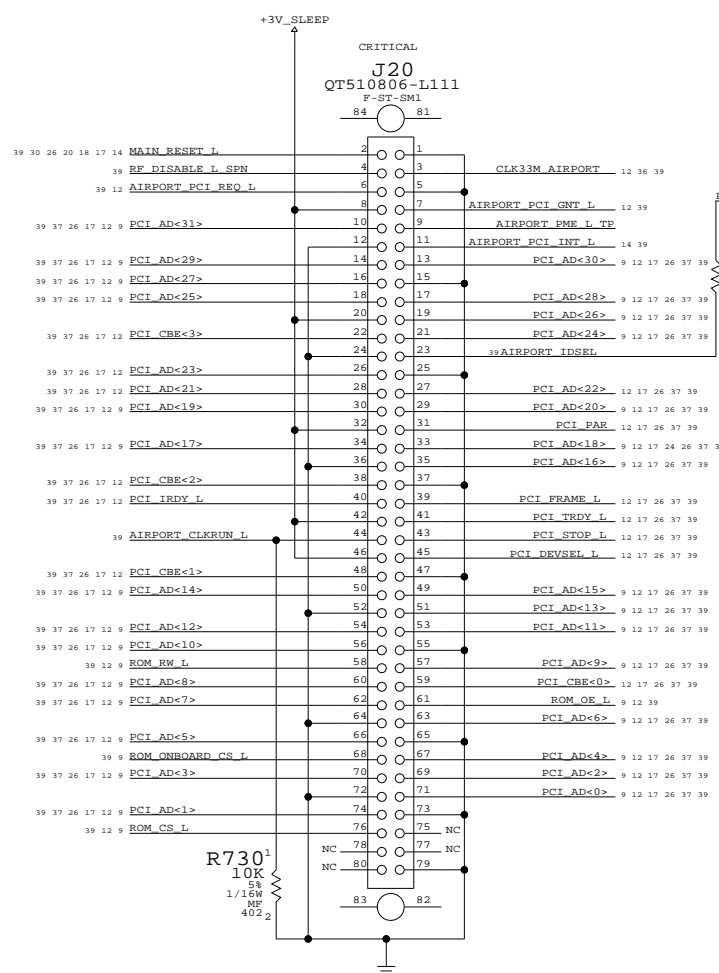 +3V_SLEEP
CRITICAL
J20
QT510806-L111
F-ST-SM1
84 81
39 30 26 20 18 17 14 MAIN_RESET_L 2 1
39 RF_DISABLE_L_SPN 4 3 CLK33M_AIRPORT 12 36 39
39 12 AIRPORT_PCI_REQ_L 6 5
8 7 AIRPORT_PCI_GNT_L 12 39
39 37 26 17 12 9 PCI_AD<31> 10 9 AIRPORT_PME_L_TP
12 11 AIRPORT_PCI_INT_L 14 39
39 37 26 17 12 9 PCI_AD<29> 14 13 PCI_AD<30> 9 12 17 26 37 39
39 37 26 17 12 9 PCI_AD<27> 16 15
39 37 26 17 12 9 PCI_AD<25> 18 17 PCI_AD<28> 9 12 17 26 37 39
20 19 PCI_AD<26> 9 12 17 26 37 39
39 37 26 17 12 PCI_CBE<3> 22 21 PCI_AD<24> 9 12 17 26 37 39
24 23 39 AIRPORT_IDSEL
39 37 26 17 12 9 PCI_AD<23> 26 25
39 37 26 17 12 9 PCI_AD<21> 28 27 PCI_AD<22> 12 17 26 37 39
39 37 26 17 12 9 PCI_AD<19> 30 29 PCI_AD<20> 9 12 17 26 37 39
32 31 PCI_PAR 12 17 26 37 39
39 37 26 17 12 9 PCI_AD<17> 34 33 PCI_AD<18> 9 12 17 24 26 37
36 35 PCI_AD<16> 9 12 17 26 37 39
39 37 26 17 12 PCI_CBE<2> 38 37
39 37 26 17 12 PCI_IRDY_L 40 39 PCI_FRAME_L 12 17 26 37 39
42 41 PCI_TRDY_L 12 17 26 37 39
39 AIRPORT_CLKRUN_L 44 43 PCI_STOP_L 12 17 26 37 39
46 45 PCI_DEVSEL_L 12 17 26 37 39
39 37 26 17 12 PCI_CBE<1> 48 47
39 37 26 17 12 9 PCI_AD<14> 50 49 PCI_AD<15> 9 12 17 26 37 39
52 51 PCI_AD<13> 9 12 17 26 37 39
39 37 26 17 12 9 PCI_AD<12> 54 53 PCI_AD<11> 9 12 17 26 37 39
39 37 26 17 12 9 PCI_AD<10> 56 55
39 12 9 ROM_RW_L 58 57 PCI_AD<9> 9 12 17 26 37 39
39 37 26 17 12 9 PCI_AD<8> 60 59 PCI_CBE<0> 12 17 26 37 39
39 37 26 17 12 9 PCI_AD<7> 62 61 ROM_OE_L 9 12 39
64 63 PCI_AD<6> 9 12 17 26 37 39
39 37 26 17 12 9 PCI_AD<5> 66 65
39 9 ROM_ONBOARD_CS_L 68 67 PCI_AD<4> 9 12 17 26 37 39
39 37 26 17 12 9 PCI_AD<3> 70 69 PCI_AD<2> 9 12 17 26 37 39
72 71 PCI_AD<0> 9 12 17 26 37 39
39 37 26 17 12 9 PCI_AD<1> 74 73
39 12 9 ROM_CS_L 76 75 NC
NC 78 77 NC
NC 80 79
R730 1
10K
5%
1/16W
MF
402 2
83 82